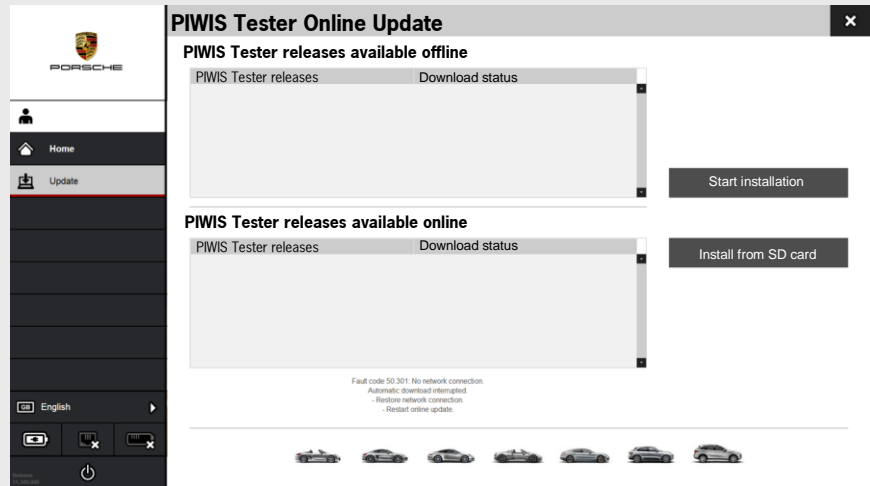 PIWIS Tester Online Update
PORSCHE
PIWIS Tester releases available offline
PIWIS Tester releases Download status
Home
Update
Start installation
PIWIS Tester releases available online
PIWIS Tester releases Download status
Install from SD card
Fault code 50.301: No network connection.
Automatic download interrupted.
- Restore network connection.
- Restart online update.
GB English
Release